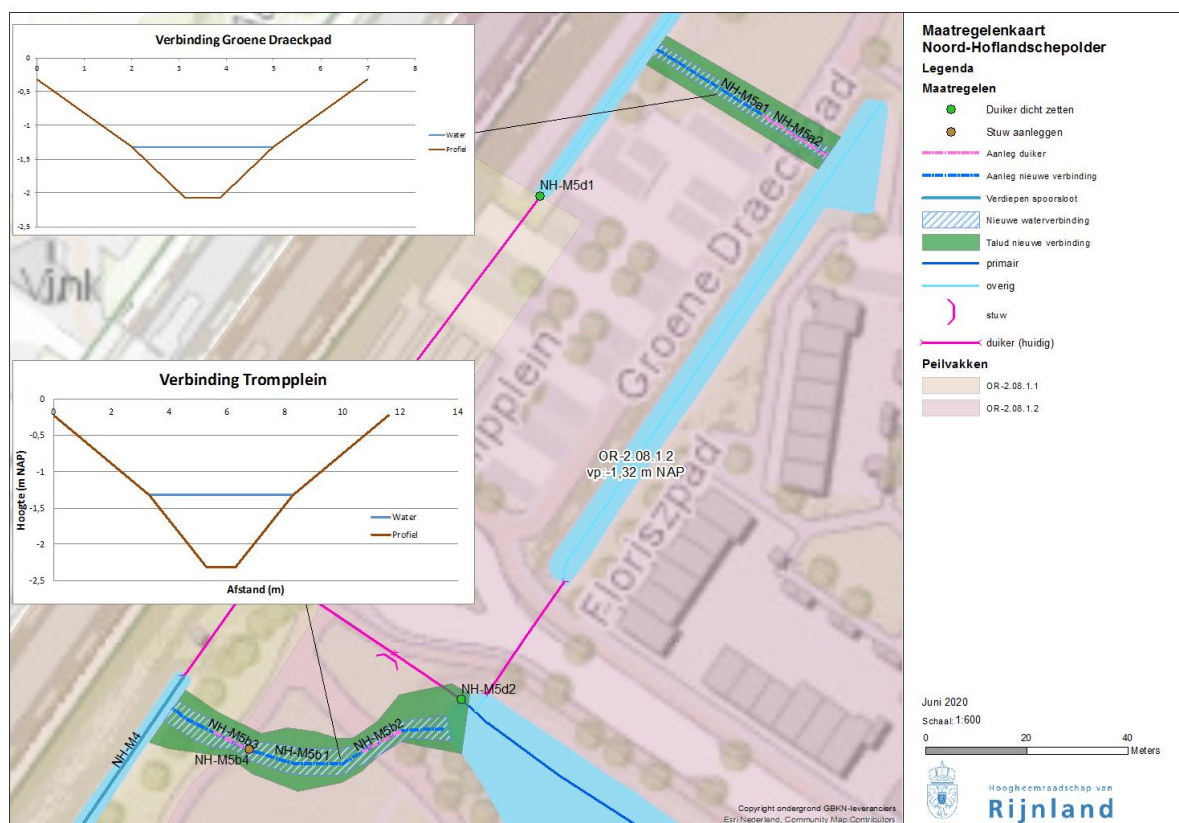 Verbinding Groene Draeckpad
0 1 2 3 4 5 6 7 8
0
-0,5
-1
-1,5
-2
-2,5
Water
Profiel
Verbinding Trompplein
0 2 4 6 8 10 12 14
0
-0,5
-1
-1,5
-2
-2,5
Hoogte (m NAP)
Afstand (m)
Water
Profiel
Vink
NH-M5a1
NH-M5a2
NH-M5d1
Groene-Draeckpad
mpplein
OR-2.08.1.2
vp:-1,32 m NAP
Floriszpad
NH-M5d2
NH-M5b3
NH-M5b4
NH-M5b1
NH-M5b2
NH-M4
Copyright ondergrond GBKN-leveranciers
Esri Nederland, Community Map Contributors
Maatregelenkaart
Noord-Hoflandschepolder
Legenda
Maatregelen
Duiker dicht zetten
Stuw aanleggen
Aanleg duiker
Aanleg nieuwe verbinding
Verdiepen spoorsloot
Nieuwe waterverbinding
Talud nieuwe verbinding
primair
overig
stuw
duiker (huidig)
Peilvakken
OR-2.08.1.1
OR-2.08.1.2
Juni 2020
Schaal: 1:600
0 20 40
Meters
Hoogheemraadschap van
Rijnland